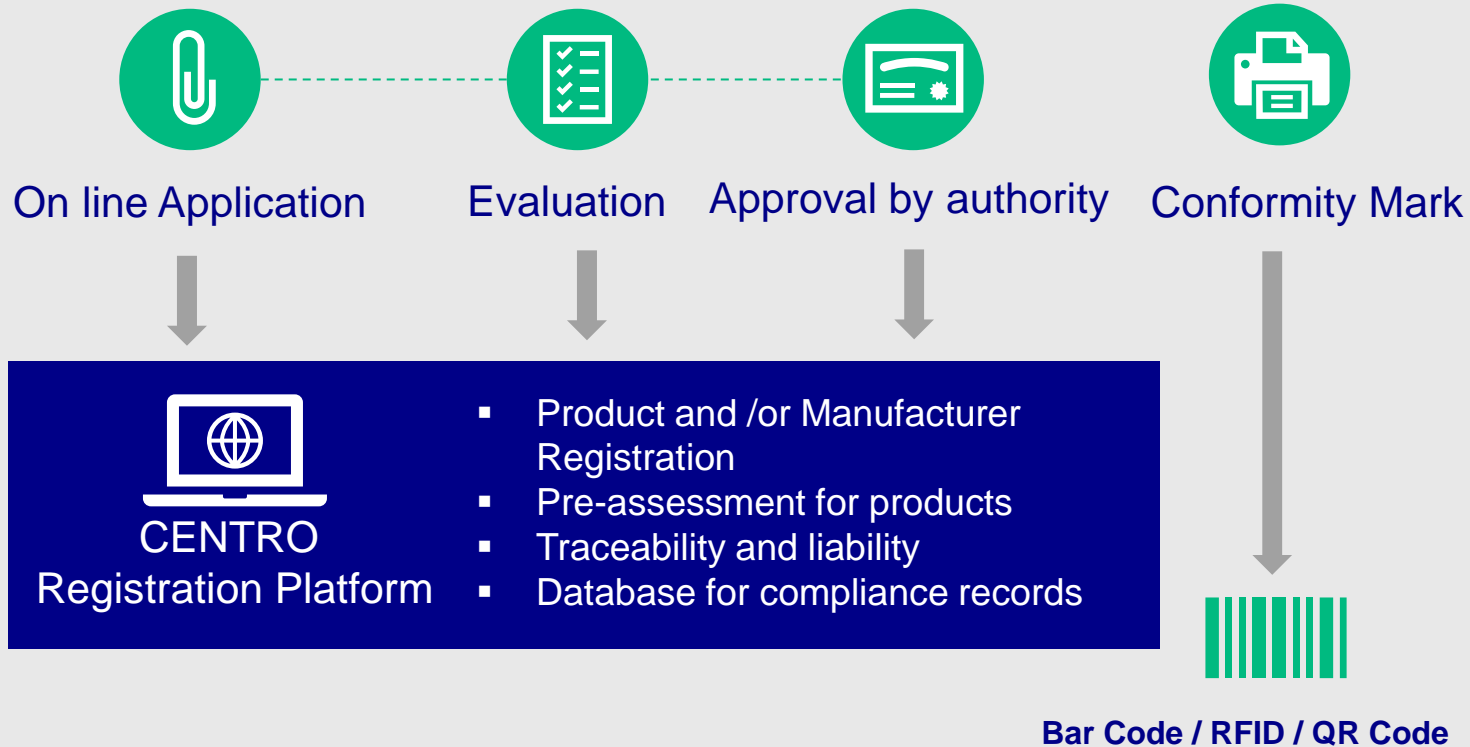 On line Application
Evaluation
Approval by authority
Conformity Mark
CENTRO
Registration Platform
▪ Product and /or Manufacturer
Registration
▪ Pre-assessment for products
▪ Traceability and liability
▪ Database for compliance records
Bar Code / RFID / QR Code